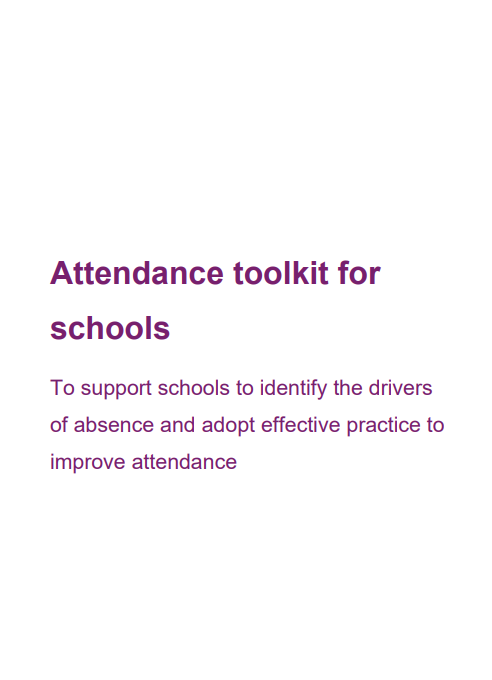 Attendance toolkit for
schools
To support schools to identify the drivers
of absence and adopt effective practice to
improve attendance